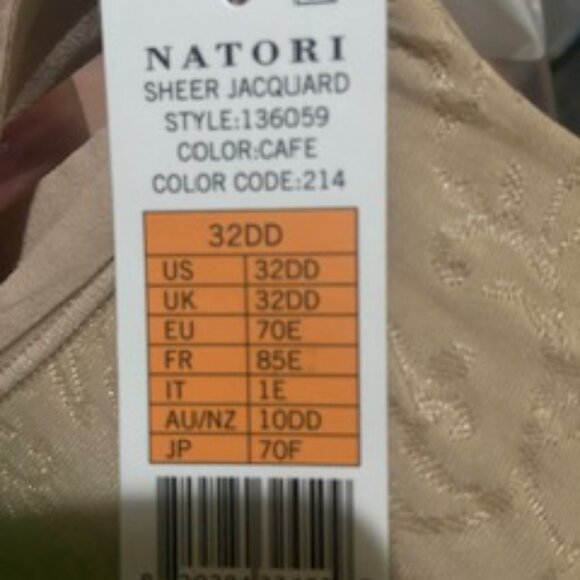 NATORI
SHEER JACQUARD
STYLE:136059
COLOR:CAFE
COLOR CODE:214
32DD
US 32DD
UK 32DD
EU 70E
FR 85E
IT 1E
AU/NZ 10DD
JP 70F